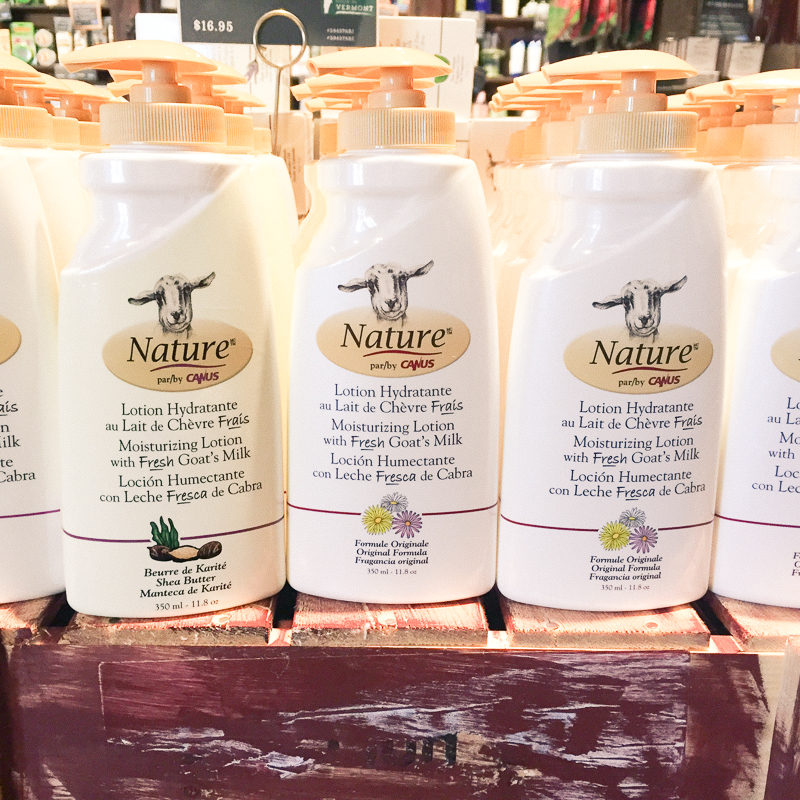 VERMONT
$16.95
Nature
par/by CANUS
Lotion Hydratante
au Lait de Chèvre Frais
Moisturizing Lotion
with Fresh Goat's Milk
Loción Humectante
con Leche Fresca de Cabra
Beurre de Karité
Shea Butter
Manteca de Karité
350 ml - 11.8 oz
Nature
par/by CANUS
Lotion Hydratante
au Lait de Chèvre Frais
Moisturizing Lotion
with Fresh Goat's Milk
Loción Humectante
con Leche Fresca de Cabra
Formule Originale
Original Formula
Fragancia original
350 ml - 11.8 oz
Nature
par/by CANUS
Lotion Hydratante
au Lait de Chèvre Frais
Moisturizing Lotion
with Fresh Goat's Milk
Loción Humectante
con Leche Fresca de Cabra
Formule Originale
Original Formula
Fragancia original
350 ml - 11.8 oz